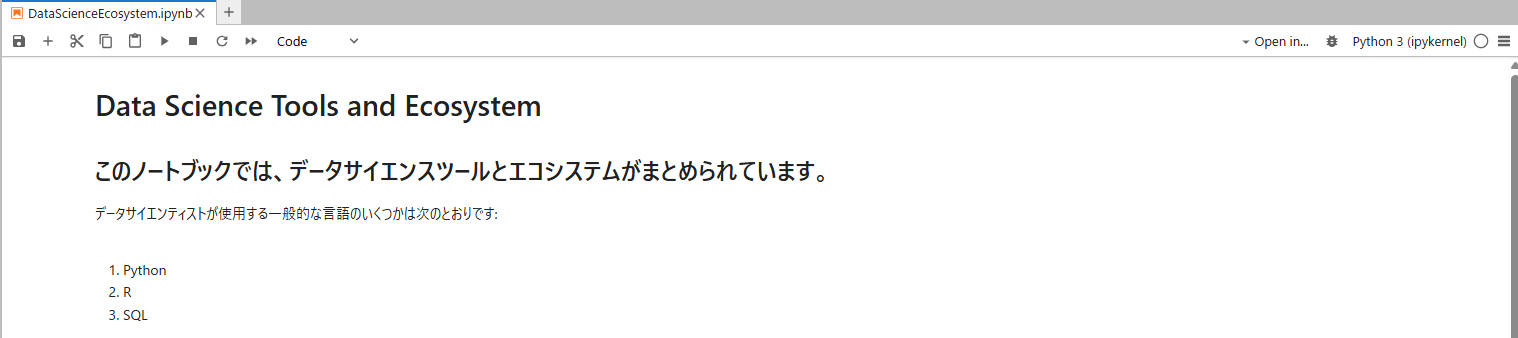 DataScienceEcosystem.ipynb
Code
Open in...
Python 3 (ipykernel)
Data Science Tools and Ecosystem
このノートブックでは、データサイエンスツールとエコシステムがまとめられています。
データサイエンティストが使用する一般的な言語のいくつかは次のとおりです:
1. Python
2. R
3. SQL